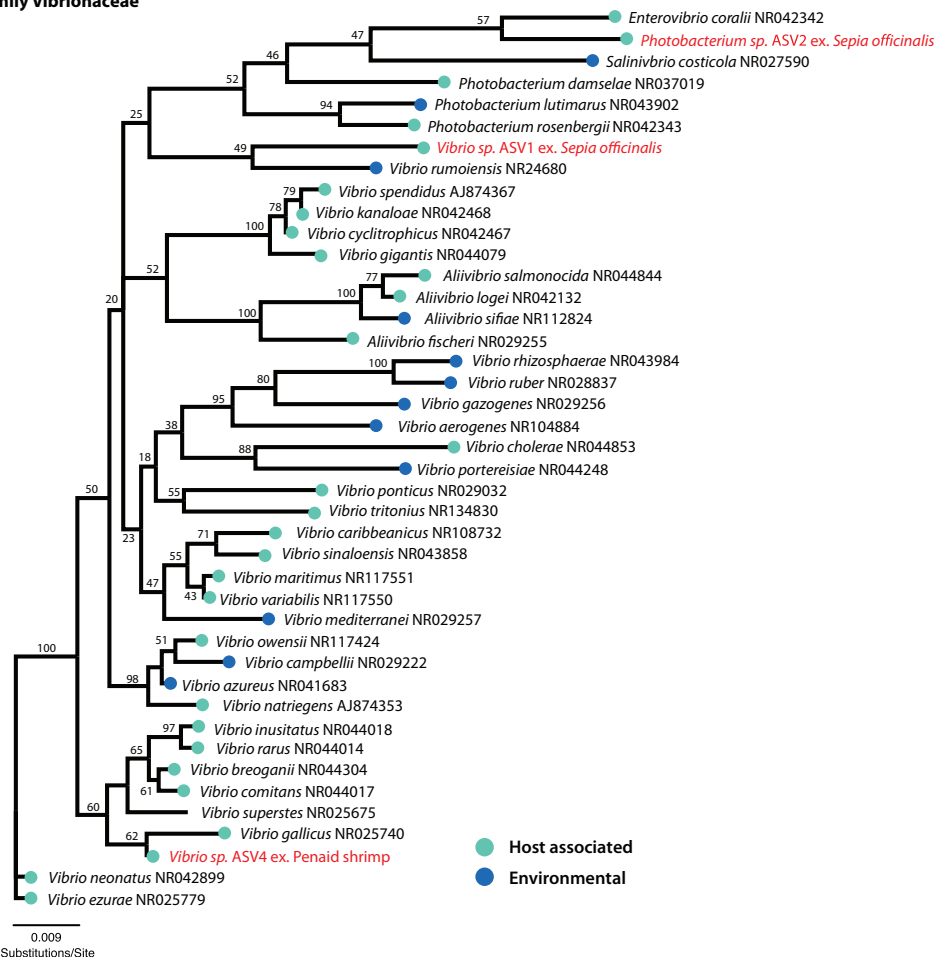 mily Vibrionaceae
57
Enterovibrio coralii NR042342
47
Photobacterium sp. ASV2 ex. Sepia officinalis
46
Salinivbrio costicola NR027590
52
Photobacterium damselae NR037019
94
Photobacterium lutimarus NR043902
25
Photobacterium rosenbergii NR042343
49
Vibrio sp. ASV1 ex. Sepia officinalis
Vibrio rumoiensis NR24680
79
Vibrio spendidus AJ874367
78
Vibrio kanaloae NR042468
100
Vibrio cyclitrophicus NR042467
Vibrio gigantis NR044079
52
77
Aliivibrio salmonocida NR044844
100
Aliivibrio logei NR042132
20
100
Aliivibrio sifiae NR112824
Aliivibrio fischeri NR029255
100
Vibrio rhizosphaerae NR043984
80
Vibrio ruber NR028837
95
Vibrio gazogenes NR029256
38
Vibrio aerogenes NR104884
88
Vibrio cholerae NR044853
18
Vibrio portereisiae NR044248
50
55
Vibrio ponticus NR029032
Vibrio tritonius NR134830
23
71
Vibrio caribbeanicus NR108732
55
Vibrio sinaloensis NR043858
47
Vibrio maritimus NR117551
43
Vibrio variabilis NR117550
Vibrio mediterranei NR029257
51
Vibrio owensii NR117424
100
Vibrio campbellii NR029222
98
Vibrio azureus NR041683
Vibrio natriegens AJ874353
97
Vibrio inusitatus NR044018
65
Vibrio rarus NR044014
Vibrio breoganii NR044304
61
Vibrio comitans NR044017
60
Vibrio superstes NR025675
62
Vibrio gallicus NR025740
Vibrio sp. ASV4 ex. Penaid shrimp
Vibrio neonatus NR042899
Vibrio ezurae NR025779
Host associated
Environmental
0.009
Substitutions/Site